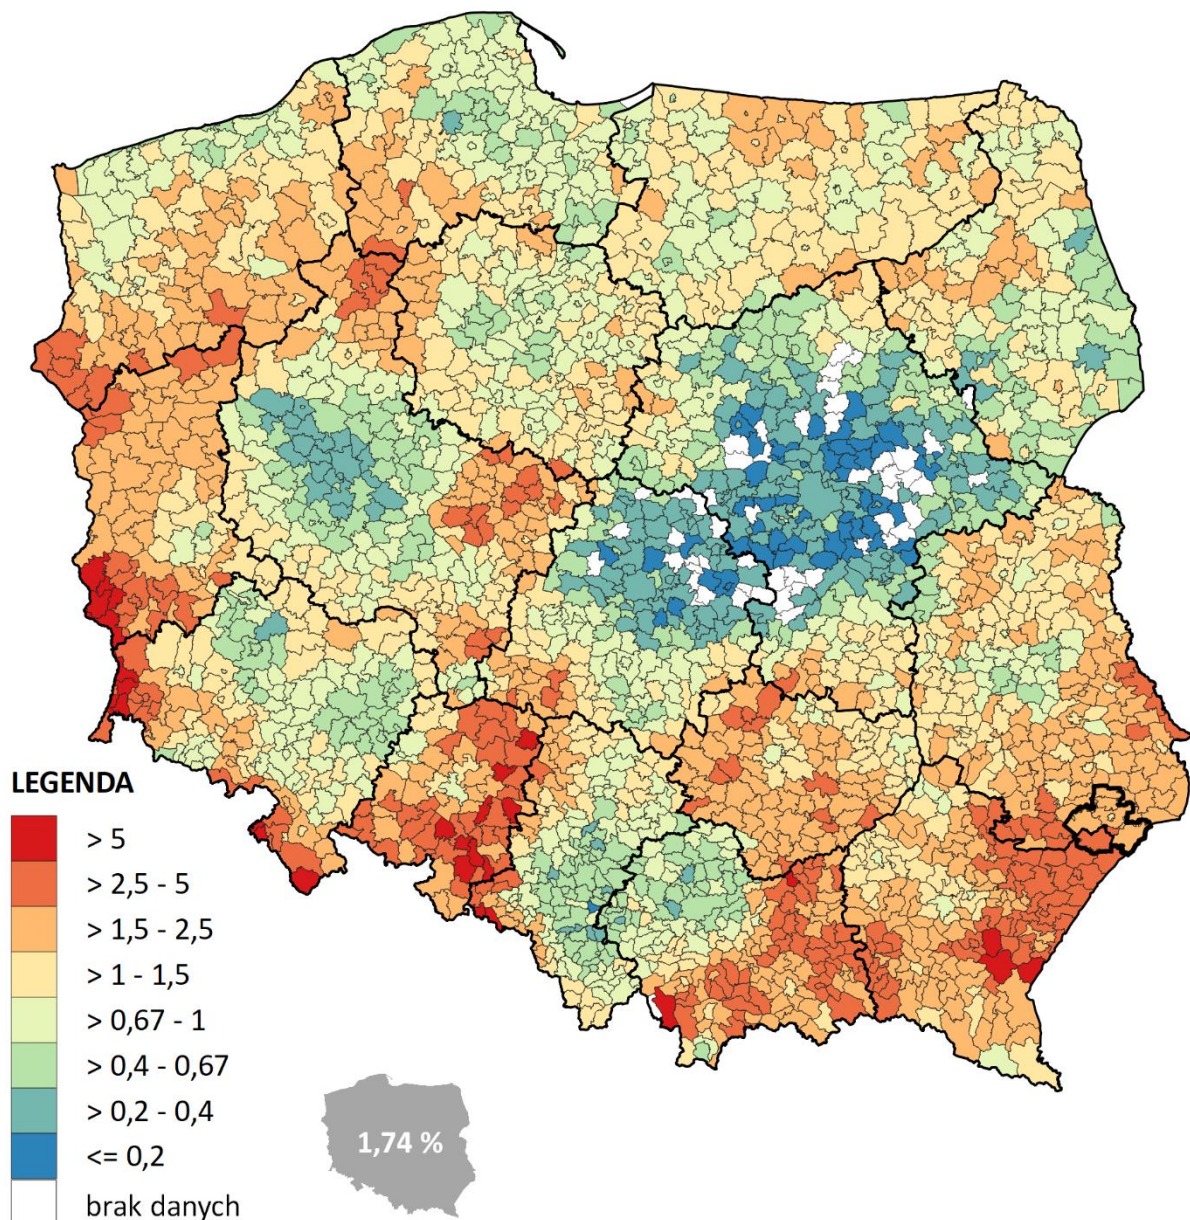 LEGENDA
> 5
> 2,5 - 5
> 1,5 - 2,5
> 1 - 1,5
> 0,67 - 1
> 0,4 - 0,67
> 0,2 - 0,4
<= 0,2
brak danych
1,74 %